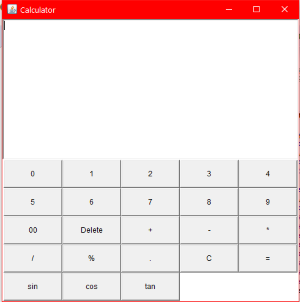 Calculator
0 1 2 3 4
5 6 7 8 9
00 Delete + - *
/ % . C =
sin cos tan